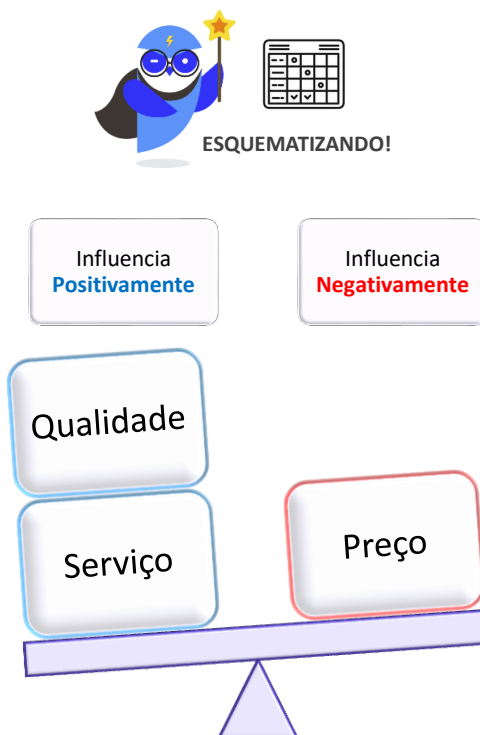 ESQUEMATIZANDO!
Influencia
Positivamente
Influencia
Negativamente
Qualidade
Serviço
Preço